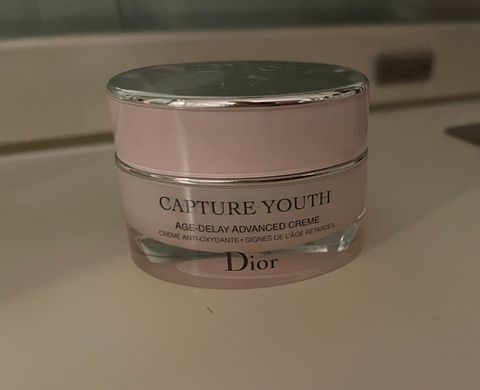 CAPTURE YOUTH
AGE-DELAY ADVANCED CREME
CRÈME ANTI-OXYDANTE • SIGNES DE L'ÂGE RETARDÉS
Dior